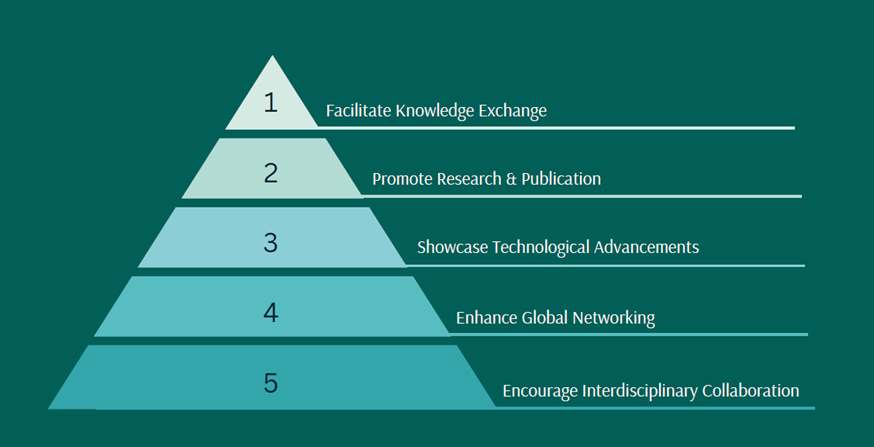 1
Facilitate Knowledge Exchange
2
Promote Research & Publication
3
Showcase Technological Advancements
4
Enhance Global Networking
5
Encourage Interdisciplinary Collaboration